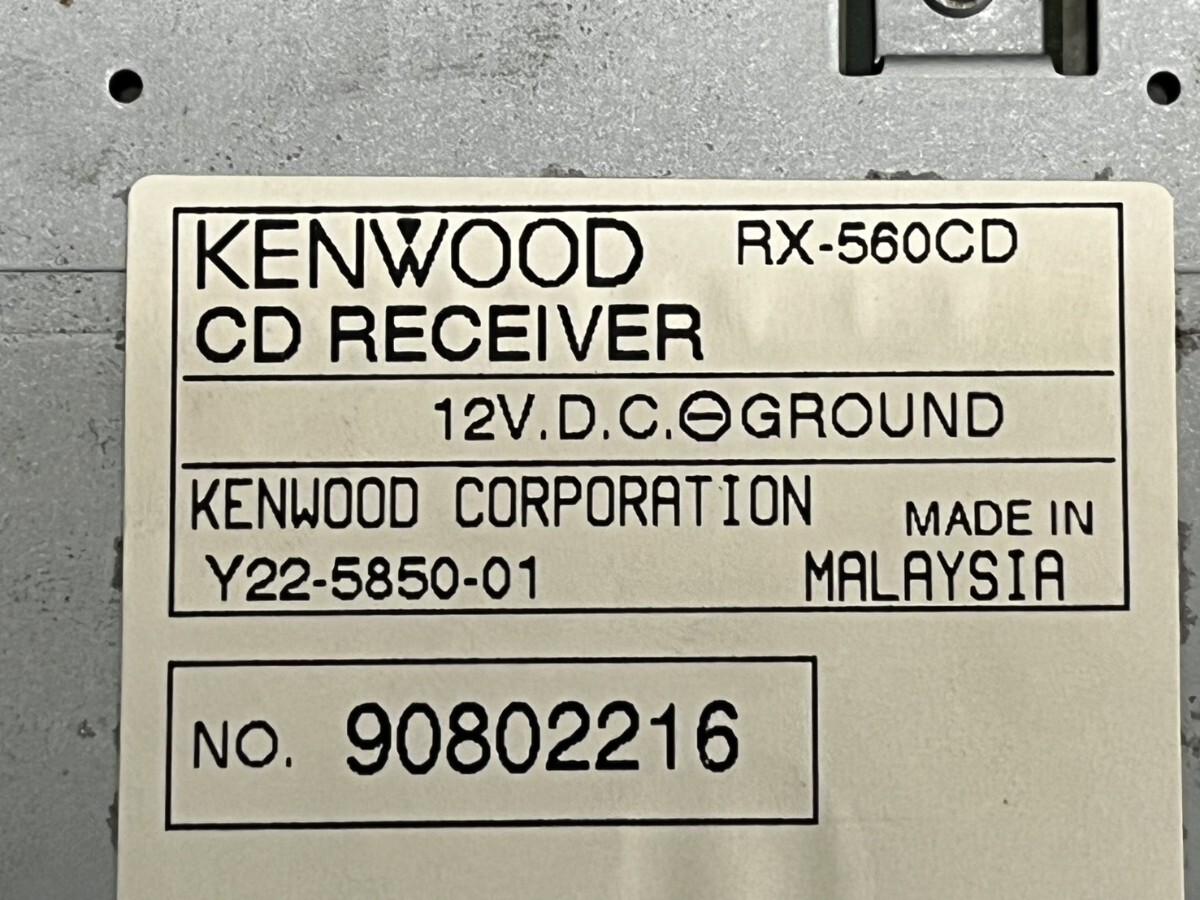 KENWOOD RX-560CD
CD RECEIVER
12V.D.C.⊖GROUND
KENWOOD CORPORATION MADE IN
Y22-5850-01 MALAYSIA
NO. 90802216